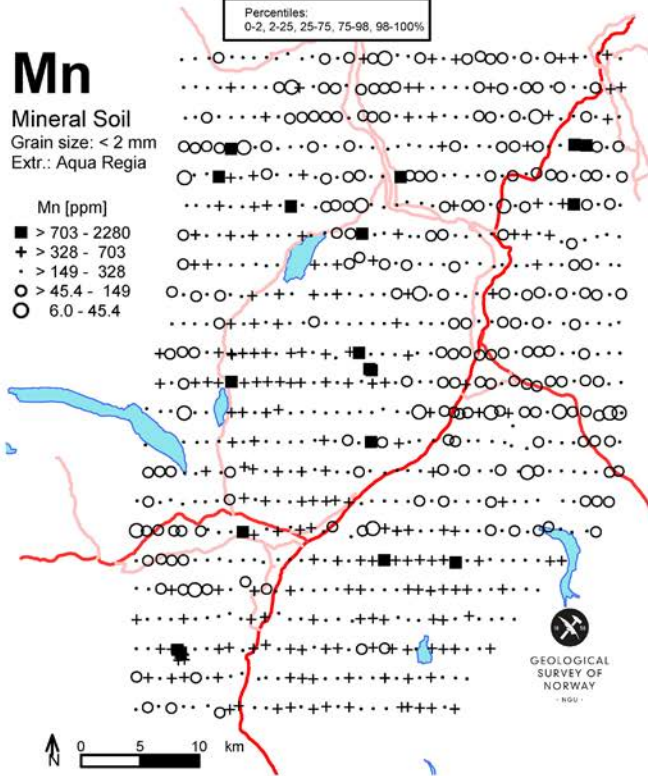 Percentiles:
0-2, 2-25, 25-75, 75-98, 98-100%
Mn
Mineral Soil
Grain size: < 2 mm
Extr.: Aqua Regia
Mn [ppm]
> 703 - 2280
> 328 - 703
> 149 - 328
> 45.4 - 149
6.0 - 45.4
GEOLOGICAL
SURVEY OF
NORWAY
- NGU -
N
0 5 10 km